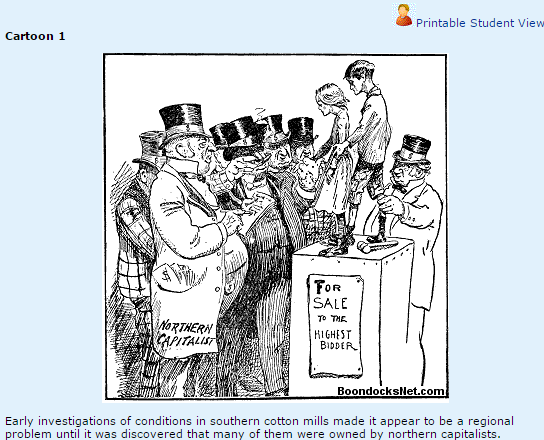 Printable Student View
Cartoon 1
$
NORTHERN
CAPITALIST
FOR
SALE
TO THE
HIGHEST
BIDDER
BoondocksNet.com
Early investigations of conditions in southern cotton mills made it appear to be a regional
problem until it was discovered that many of them were owned by northern capitalists.